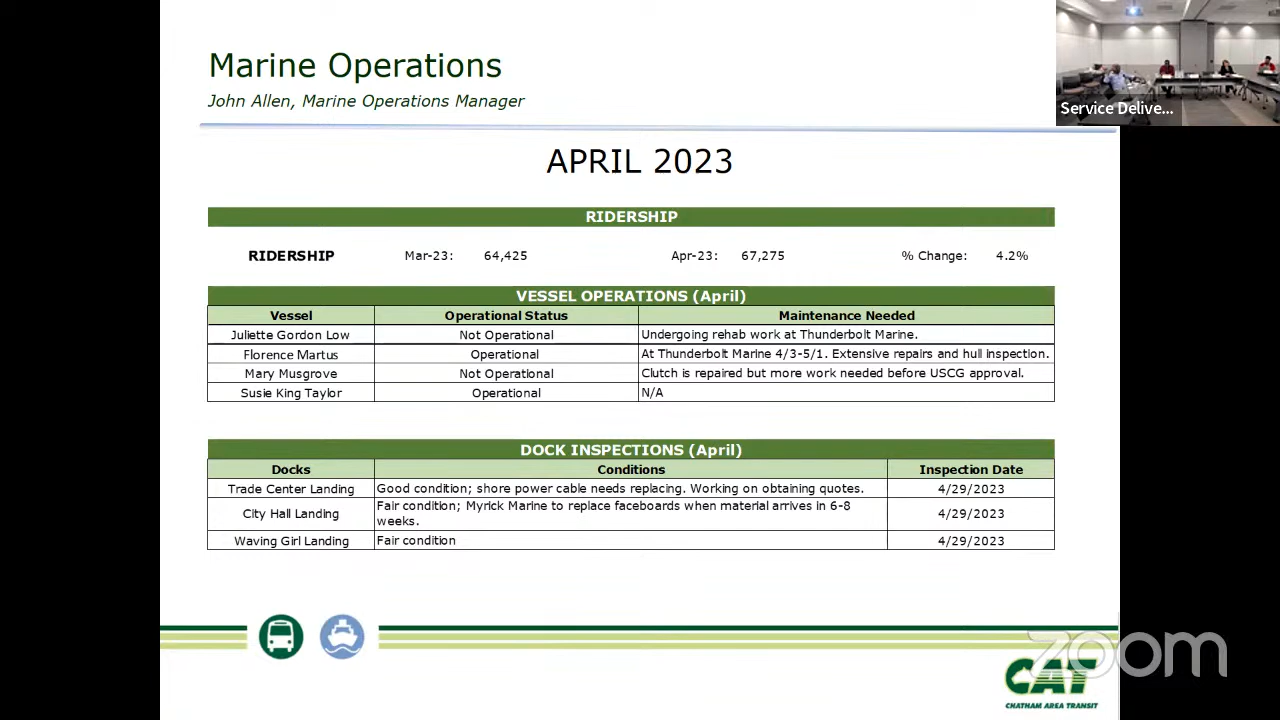 Marine Operations
John Allen, Marine Operations Manager
Service Delive...
APRIL 2023
RIDERSHIP
RIDERSHIP Mar-23: 64,425 Apr-23: 67,275 % Change: 4.2%
VESSEL OPERATIONS (April)
Vessel Operational Status Maintenance Needed
Juliette Gordon Low Not Operational Undergoing rehab work at Thunderbolt Marine.
Florence Martus Operational At Thunderbolt Marine 4/3-5/1. Extensive repairs and hull inspection.
Mary Musgrove Not Operational Clutch is repaired but more work needed before USCG approval.
Susie King Taylor Operational N/A
DOCK INSPECTIONS (April)
Docks Conditions Inspection Date
Trade Center Landing Good condition; shore power cable needs replacing. Working on obtaining quotes. 4/29/2023
City Hall Landing Fair condition; Myrick Marine to replace faceboards when material arrives in 6-8
weeks. 4/29/2023
Waving Girl Landing Fair condition 4/29/2023
zoom
CAT
CHATHAM AREA TRANSIT